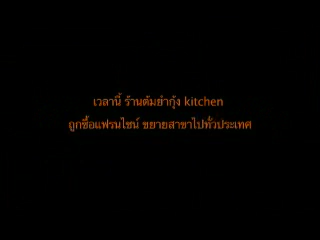 เวลานี้ ร้านต้มยำกุ้ง kitchen
ถูกซื้อแฟรนไชน์ ขยายสาขาไปทั่วประเทศ